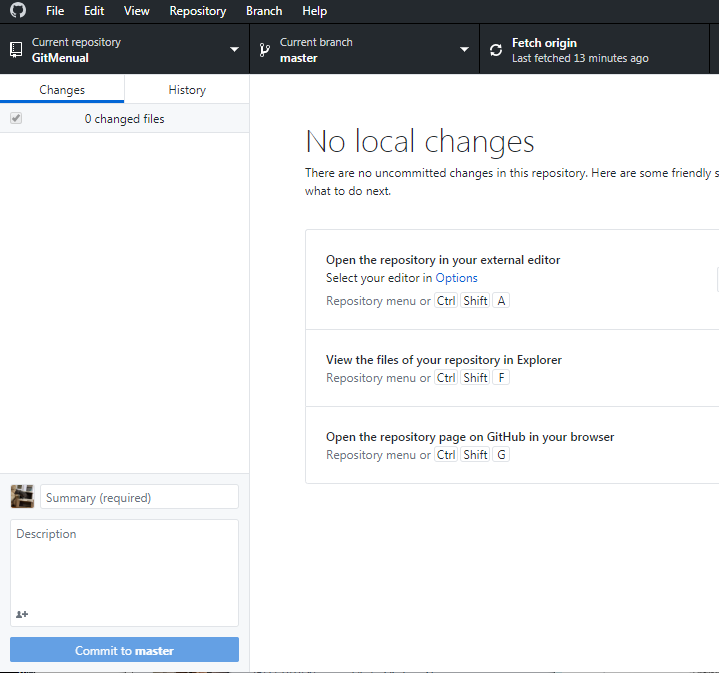 File Edit View Repository Branch Help
Current repository
GitMenual
Current branch
master
Fetch origin
Last fetched 13 minutes ago
Changes
History
0 changed files
No local changes
There are no uncommitted changes in this repository. Here are some friendly s
what to do next.
Open the repository in your external editor
Select your editor in Options
Repository menu or Ctrl Shift A
View the files of your repository in Explorer
Repository menu or Ctrl Shift F
Open the repository page on GitHub in your browser
Repository menu or Ctrl Shift G
Summary (required)
Description
Commit to master